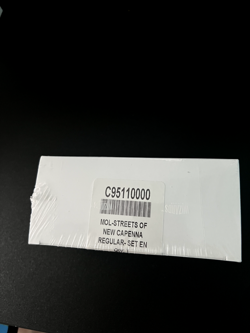 C95110000
MOL-STREETS OF
NEW CAPENNA
REGULAR- SET EN